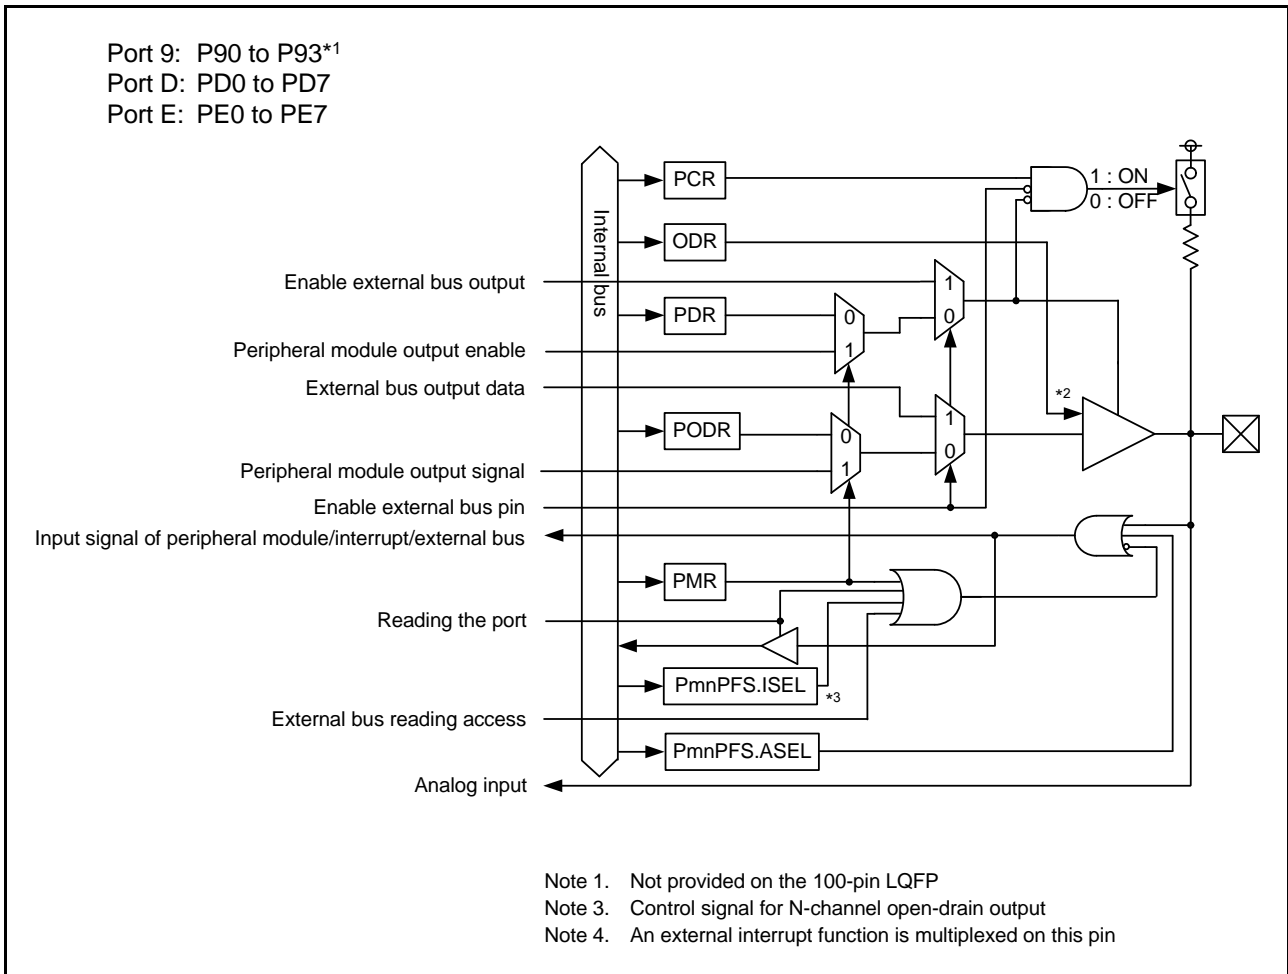 Port 9: P90 to P93*1
Port D: PD0 to PD7
Port E: PE0 to PE7
PCR
1 : ON
0 : OFF
Internal bus
ODR
Enable external bus output
1
PDR
0
0
Peripheral module output enable
1
External bus output data
*2
1
PODR
0
0
Peripheral module output signal
1
Enable external bus pin
Input signal of peripheral module/interrupt/external bus
PMR
Reading the port
PmnPFS.ISEL
*3
External bus reading access
PmnPFS.ASEL
Analog input
Note 1. Not provided on the 100-pin LQFP
Note 3. Control signal for N-channel open-drain output
Note 4. An external interrupt function is multiplexed on this pin